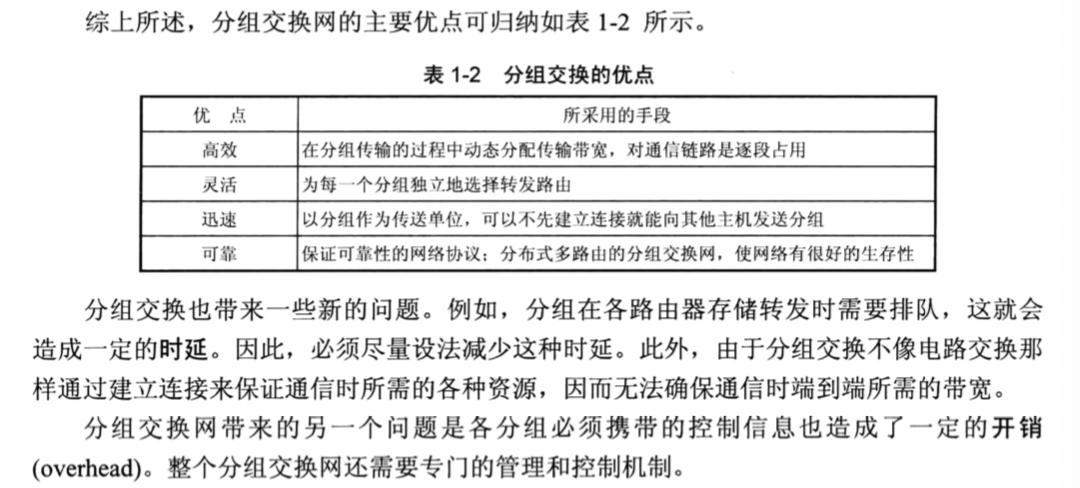 综上所述，分组交换网的主要优点可归纳如表 1-2 所示。
表 1-2 分组交换的优点
优 点 所采用的手段
高效 在分组传输的过程中动态分配传输带宽，对通信链路是逐段占用
灵活 为每一个分组独立地选择转发路由
迅速 以分组作为传送单位，可以不先建立连接就能向其他主机发送分组
可靠 保证可靠性的网络协议；分布式多路由的分组交换网，使网络有很好的生存性
分组交换也带来一些新的问题。例如，分组在各路由器存储转发时需要排队，这就会
造成一定的时延。因此，必须尽量设法减少这种时延。此外，由于分组交换不像电路交换那
样通过建立连接来保证通信时所需的各种资源，因而无法确保通信时端到端所需的带宽。
分组交换网带来的另一个问题是各分组必须携带的控制信息也造成了一定的开销
(overhead)。整个分组交换网还需要专门的管理和控制机制。